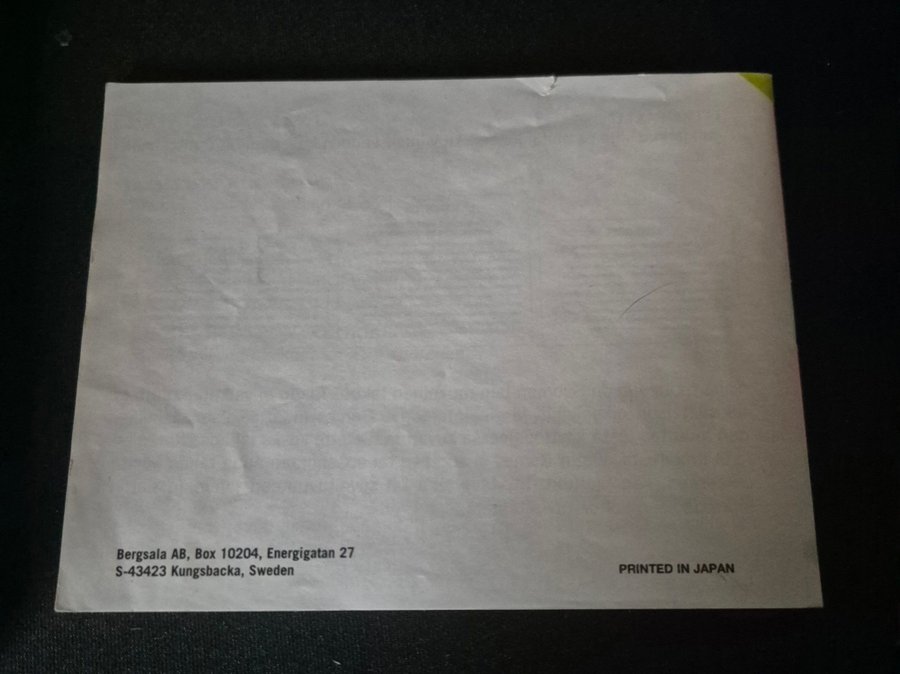 Bergsala AB, Box 10204, Energigatan 27
S-43423 Kungsbacka, Sweden
PRINTED IN JAPAN